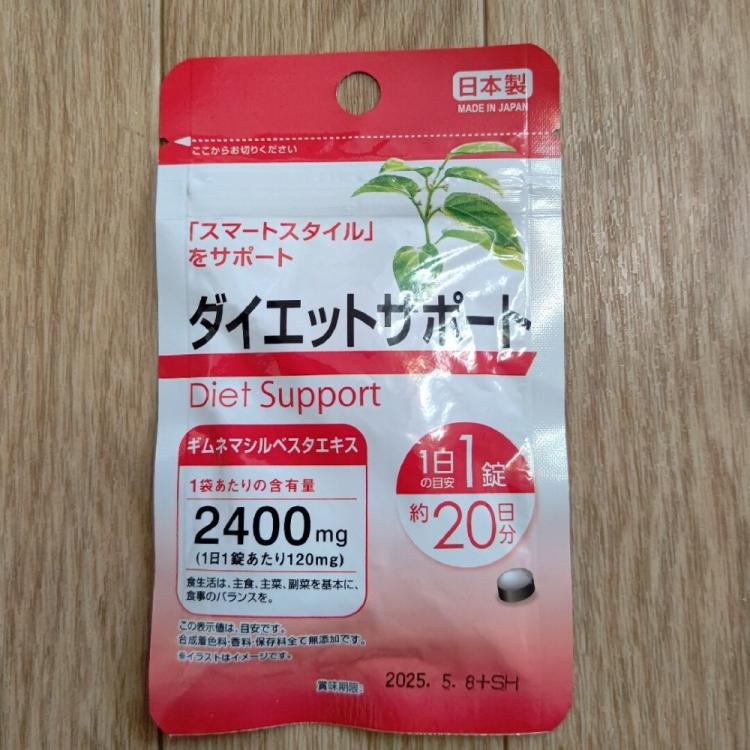 日本製
MADE IN JAPAN
ここからお切りください
「スマートスタイル」
をサポート
ダイエットサポート
Diet Support
ギムネマシルベスタエキス
1袋あたりの含有量
2400mg
(1日1錠あたり120mg)
食生活は、主食、主菜、副菜を基本に、
食事のバランスを。
1日の目安1錠
約20日分
この表示値は、目安です。
合成着色料・香料・保存料全て無添加です。
※イラストはイメージです。
賞味期限: 2025. 5. 8+SH